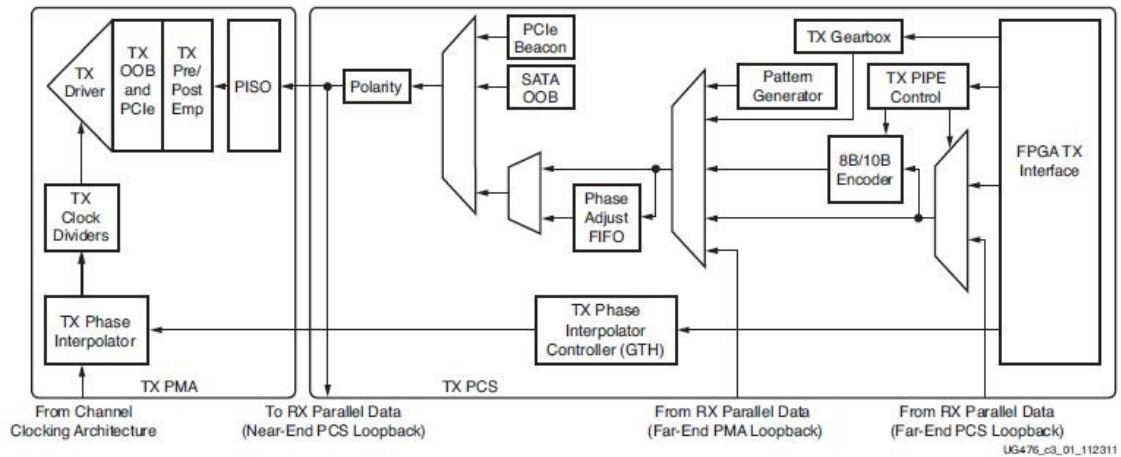 TX
Driver
TX
OOB
and
PCIe
TX
Pre/
Post
Emp
PISO
Polarity
PCIe
Beacon
SATA
OOB
TX Gearbox
Pattern
Generator
TX PIPE
Control
FPGA TX
Interface
8B/10B
Encoder
Phase
Adjust
FIFO
TX
Clock
Dividers
TX Phase
Interpolator
TX Phase
Interpolator
Controller (GTH)
TX PMA
TX PCS
From Channel
Clocking Architecture
To RX Parallel Data
(Near-End PCS Loopback)
From RX Parallel Data
(Far-End PMA Loopback)
From RX Parallel Data
(Far-End PCS Loopback)
UG476_c3_01_112311